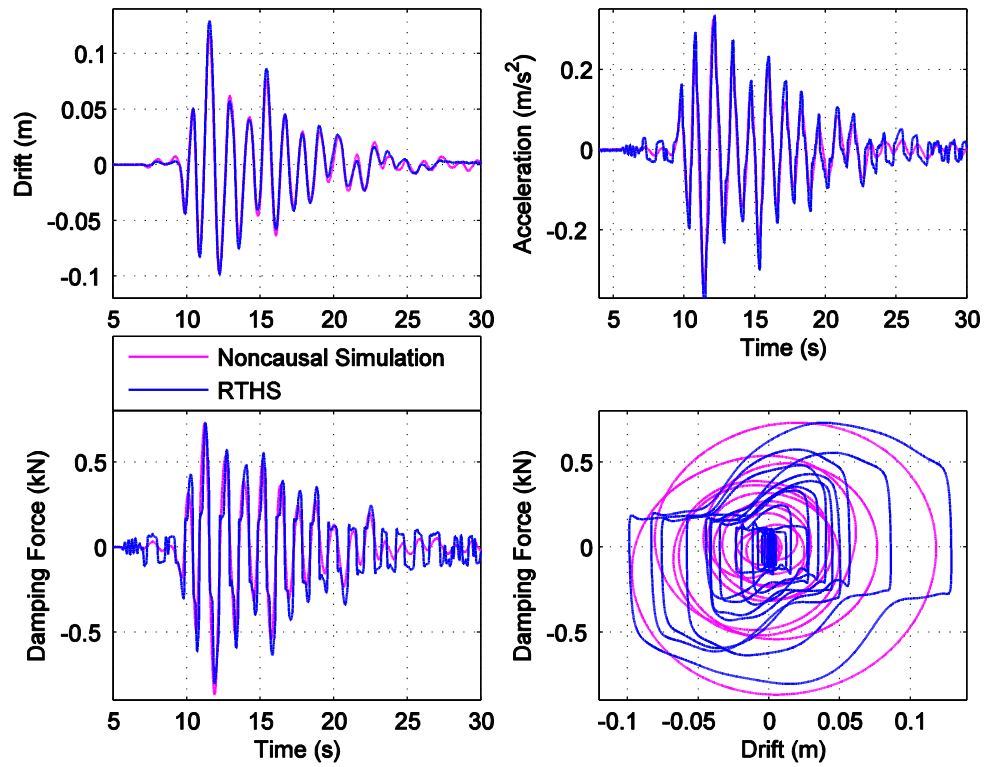 Drift (m)
0.1
0.05
0
-0.05
-0.1
5 10 15 20 25 30
Acceleration (m/s²)
0.2
0
-0.2
5 10 15 20 25 30
Time (s)
Noncausal Simulation
RTHS
Damping Force (kN)
0.5
0
-0.5
5 10 15 20 25 30
Time (s)
Damping Force (kN)
0.5
0
-0.5
-0.1 -0.05 0 0.05 0.1
Drift (m)